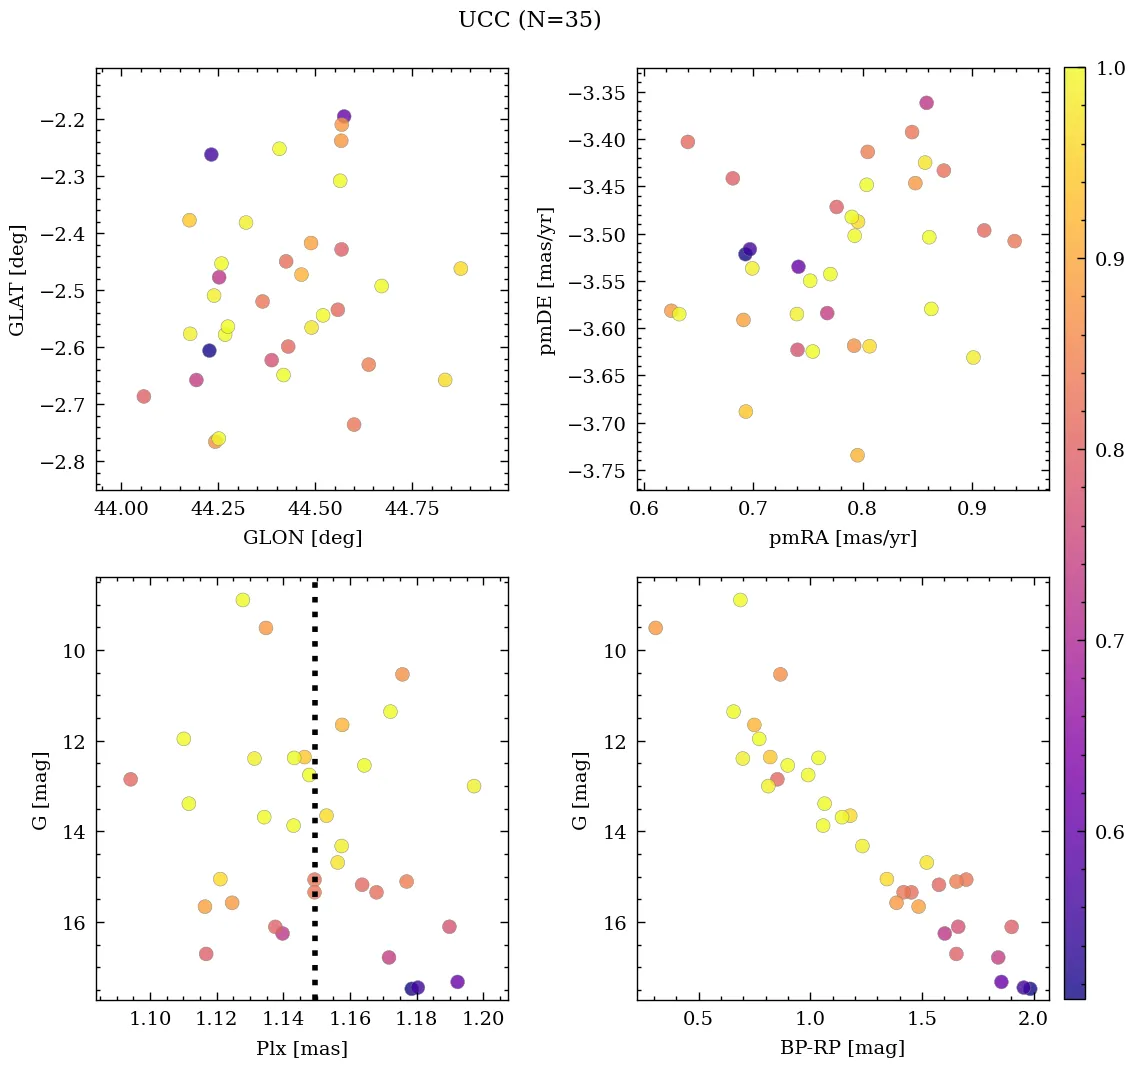 UCC (N=35)
−2.2
−2.3
−2.4
−2.5
−2.6
−2.7
−2.8
GLAT [deg]
44.00 44.25 44.50 44.75
GLON [deg]
−3.35
−3.40
−3.45
−3.50
−3.55
−3.60
−3.65
−3.70
−3.75
pmDE [mas/yr]
0.6 0.7 0.8 0.9
pmRA [mas/yr]
10
12
14
16
G [mag]
1.10 1.12 1.14 1.16 1.18 1.20
Plx [mas]
10
12
14
16
G [mag]
0.5 1.0 1.5 2.0
BP-RP [mag]
1.0
0.9
0.8
0.7
0.6